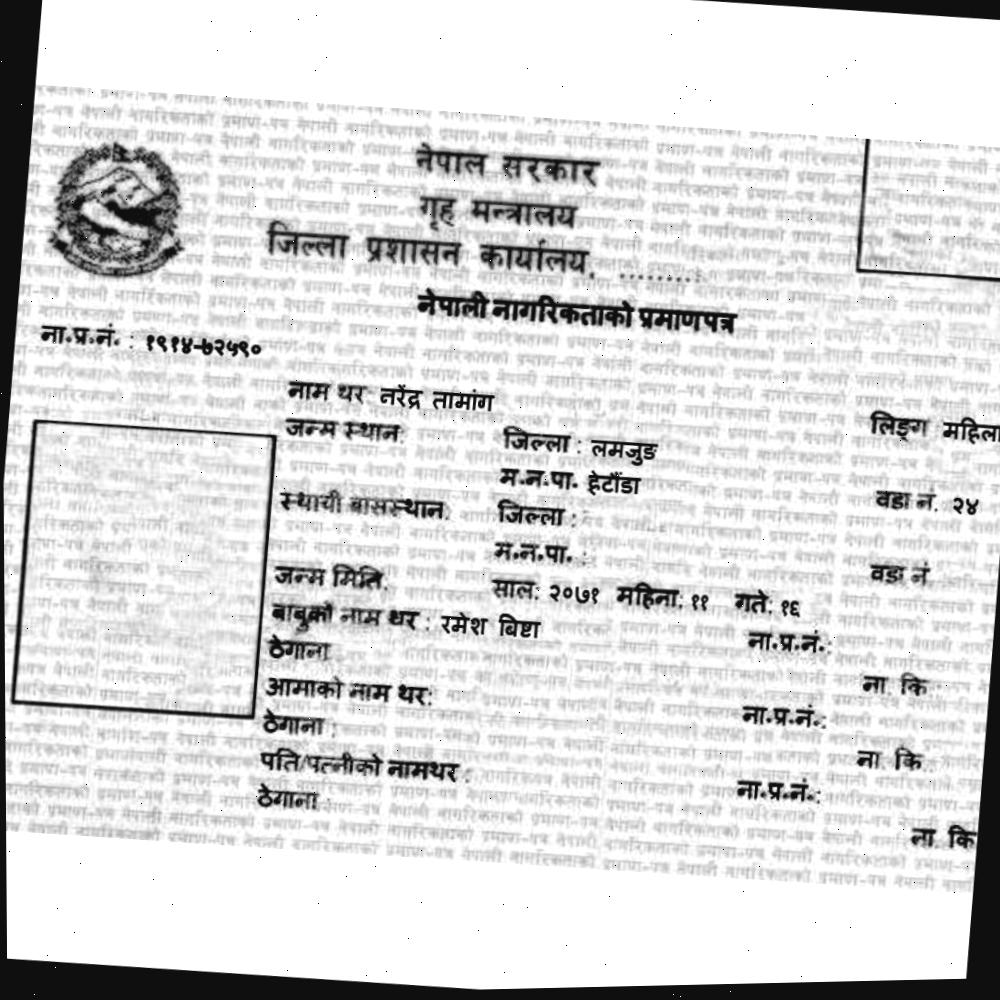 नेपाल सरकार
गृह मन्त्रालय
जिल्ला प्रशासन कार्यालय, .........
नेपाली नागरिकताको प्रमाणपत्र
ना.प्र.नं. : १९१४-७२५९०
नाम थर: नरेंद्र तामांग लिङ्ग महिला
जन्म स्थान: जिल्ला : लमजुङ
म.न.पा. हेटौंडा वडा नं. २४
स्थायी बासस्थान: जिल्ला :
म.न.पा. : वडा नं
जन्म मिति: साल: २०७१ महिना: ११ गते: १६
बाबुको नाम थर : रमेश बिष्टा ना.प्र.नं.:
ठेगाना : ना. कि
आमाको नाम थर: ना.प्र.नं.:
ठेगाना : ना. कि
पति/पत्नीको नामथर : ना.प्र.नं.:
ठेगाना : ना. कि